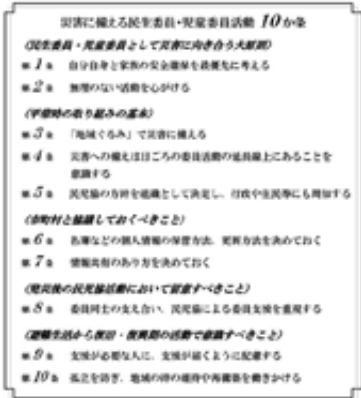 災害に備える民生委員・児童委員活動 10か条
〈民生委員・児童委員として災害に向き合う大原則〉
第1条 自分自身と家族の安全確保を最優先に考える
第2条 無理のない活動を心がける
〈平常時の取り組みの基本〉
第3条 「地域ぐるみ」で災害に備える
第4条 災害への備えは日ごろの委員活動の延長線上にあることを
意識する
第5条 民児協の方針を組織として決定し、行政や住民等にも周知する
〈市町村と協議しておくべきこと〉
第6条 名簿などの個人情報の保管方法、更新方法を決めておく
第7条 情報共有のあり方を決めておく
〈発災後の民児協活動において留意すべきこと〉
第8条 委員同士の支え合い、民児協による委員支援を重視する
〈避難生活から復旧・復興期の活動で意識すべきこと〉
第9条 支援が必要な人に、支援が届くように配慮する
第10条 孤立を防ぎ、地域の絆の維持や再構築を働きかける